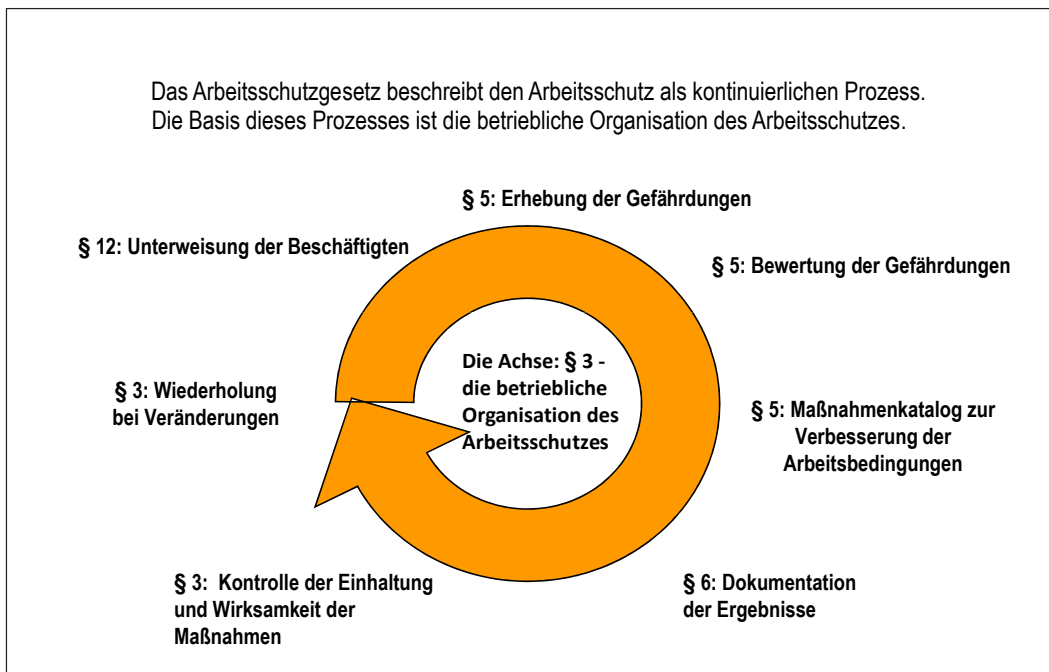 Das Arbeitsschutzgesetz beschreibt den Arbeitsschutz als kontinuierlichen Prozess.
Die Basis dieses Prozesses ist die betriebliche Organisation des Arbeitsschutzes.
§ 5: Erhebung der Gefährdungen
§ 12: Unterweisung der Beschäftigten
§ 5: Bewertung der Gefährdungen
Die Achse: § 3 -
die betriebliche
Organisation des
Arbeitsschutzes
§ 3: Wiederholung
bei Veränderungen
§ 5: Maßnahmenkatalog zur
Verbesserung der
Arbeitsbedingungen
§ 3: Kontrolle der Einhaltung
und Wirksamkeit der
Maßnahmen
§ 6: Dokumentation
der Ergebnisse